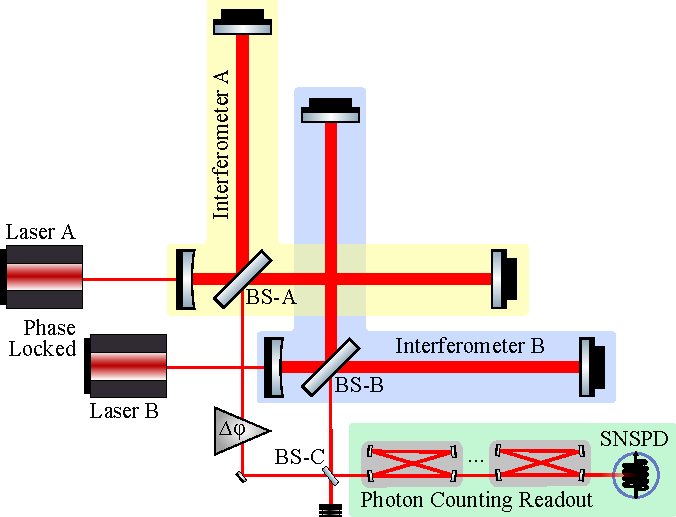 Interferometer A
Laser A
BS-A
Phase
Locked
Interferometer B
BS-B
Laser B
Δφ
BS-C
SNSPD
...
Photon Counting Readout